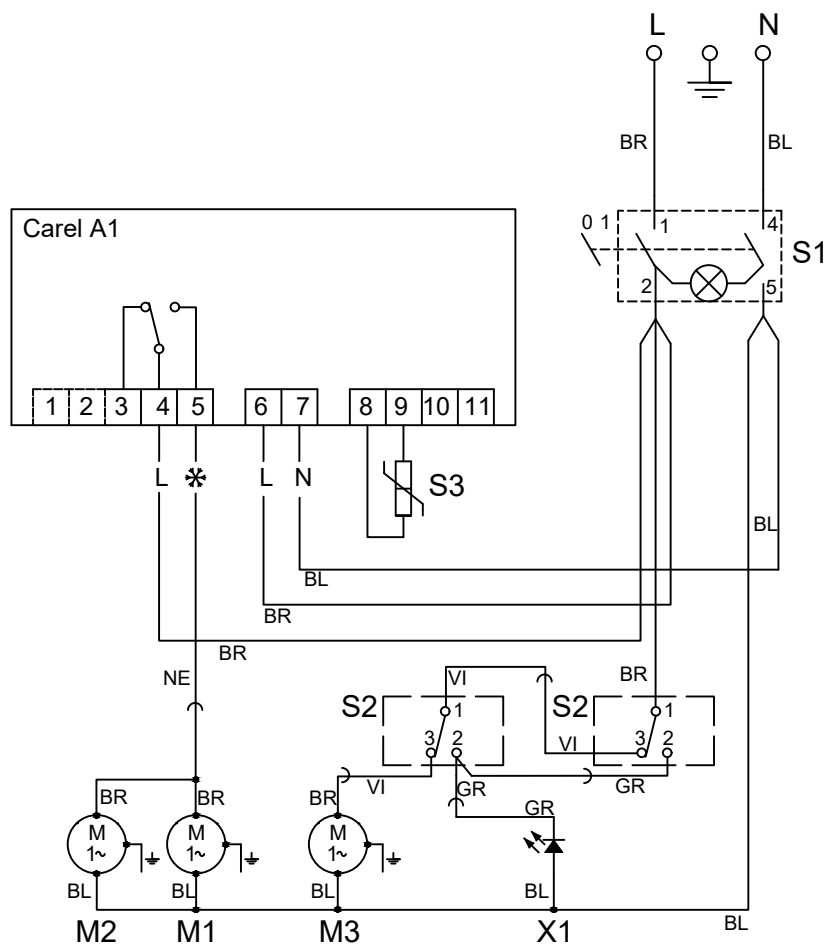 L N
BR BL
Carel A1
0 1 1 4
S1
2 5
1 2 3 4 5 6 7 8 9 10 11
L * L N
S3
BL
BL
BR
BR
NE
VI BR
S2 1 S2 1
3 2 VI 3 2
BR VI GR GR
BR BR GR
M M M
1~ 1~ 1~
BL BL BL BL BL
M2 M1 M3 X1